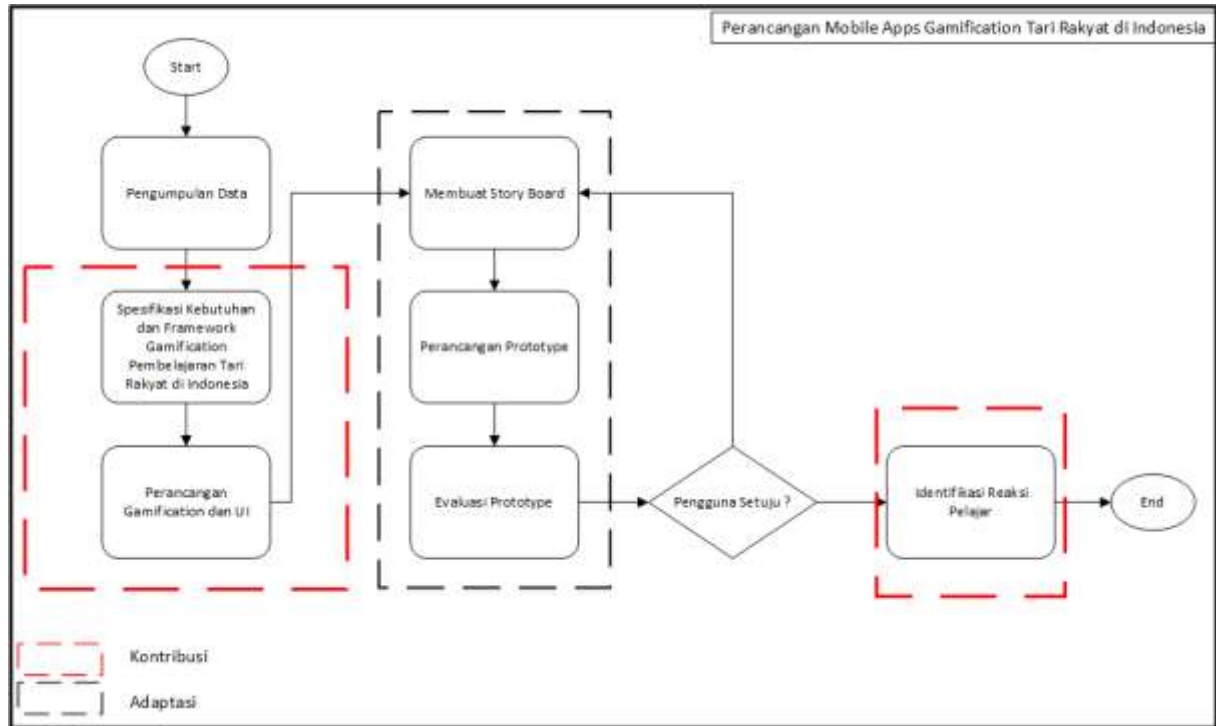 Perancangan Mobile Apps Gamification Tari Rakyat di Indonesia
Start
Pengumpulan Data
Spesifikasi Kebutuhan
dan Framework
Gamification
Pembelajaran Tari
Rakyat di Indonesia
Perancangan
Gamification dan UI
Membuat Story Board
Perancangan Prototype
Evaluasi Prototype
Pengguna Setuju ?
Identifikasi Reaksi
Pelajar
End
Kontribusi
Adaptasi